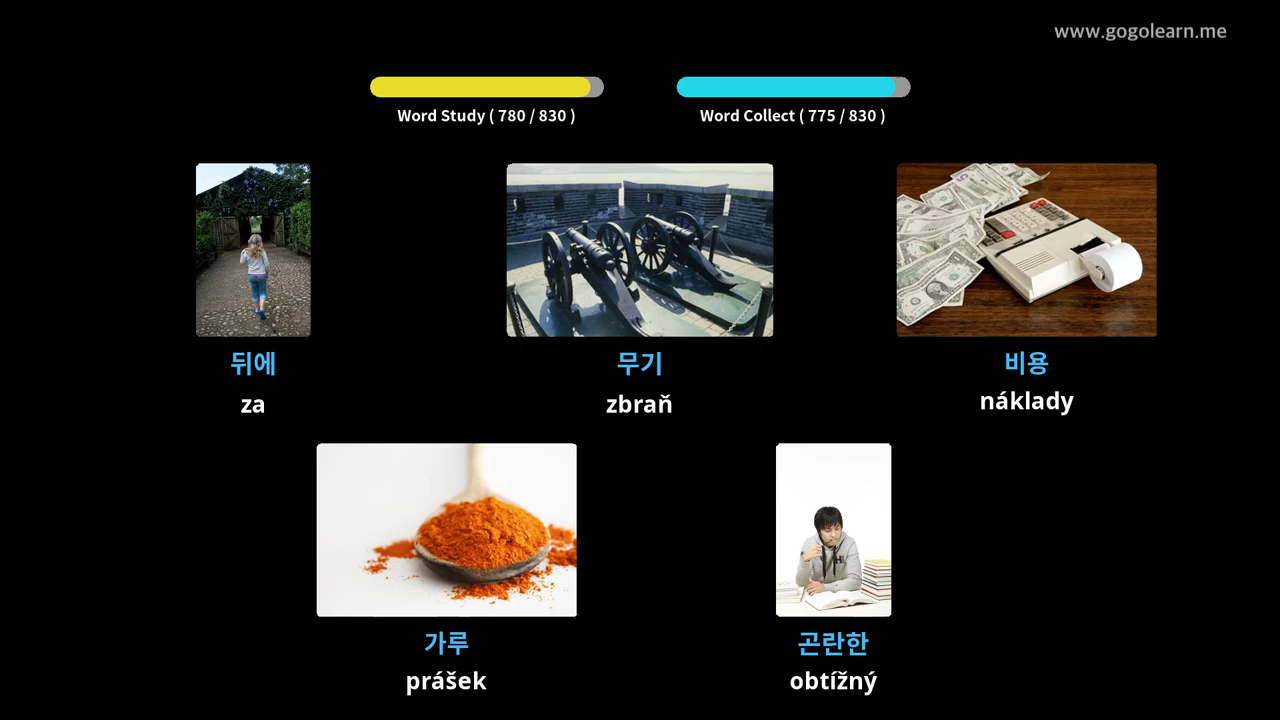 www.gogolearn.me
Word Study ( 780 / 830 )
Word Collect ( 775 / 830 )
뒤에
za
무기
zbraň
비용
náklady
가루
prášek
곤란한
obtížný